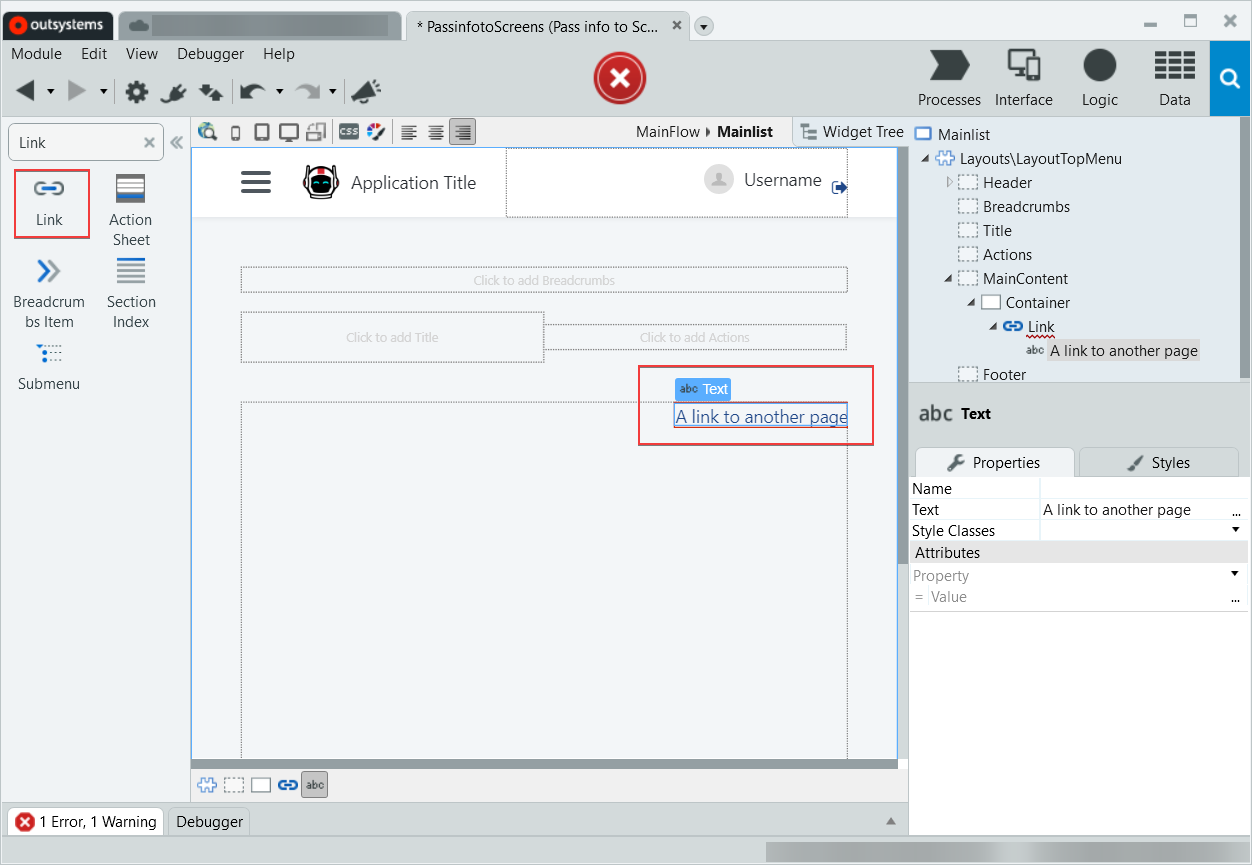 outsystems
* PassinfotoScreens (Pass info to Sc...
Module Edit View Debugger Help
Processes
Interface
Logic
Data
Link
Link
Action
Sheet
Breadcrum
bs Item
Section
Index
Submenu
CSS
MainFlow Mainlist
Widget Tree
Application Title
Username
Click to add Breadcrumbs
Click to add Title
Click to add Actions
abc Text
A link to another page
abc
1 Error, 1 Warning
Debugger
Mainlist
Layouts\LayoutTopMenu
Header
Breadcrumbs
Title
Actions
MainContent
Container
Link
abc A link to another page
Footer
abc Text
Properties
Styles
Name
Text A link to another page ...
Style Classes
Attributes
Property
= Value ...